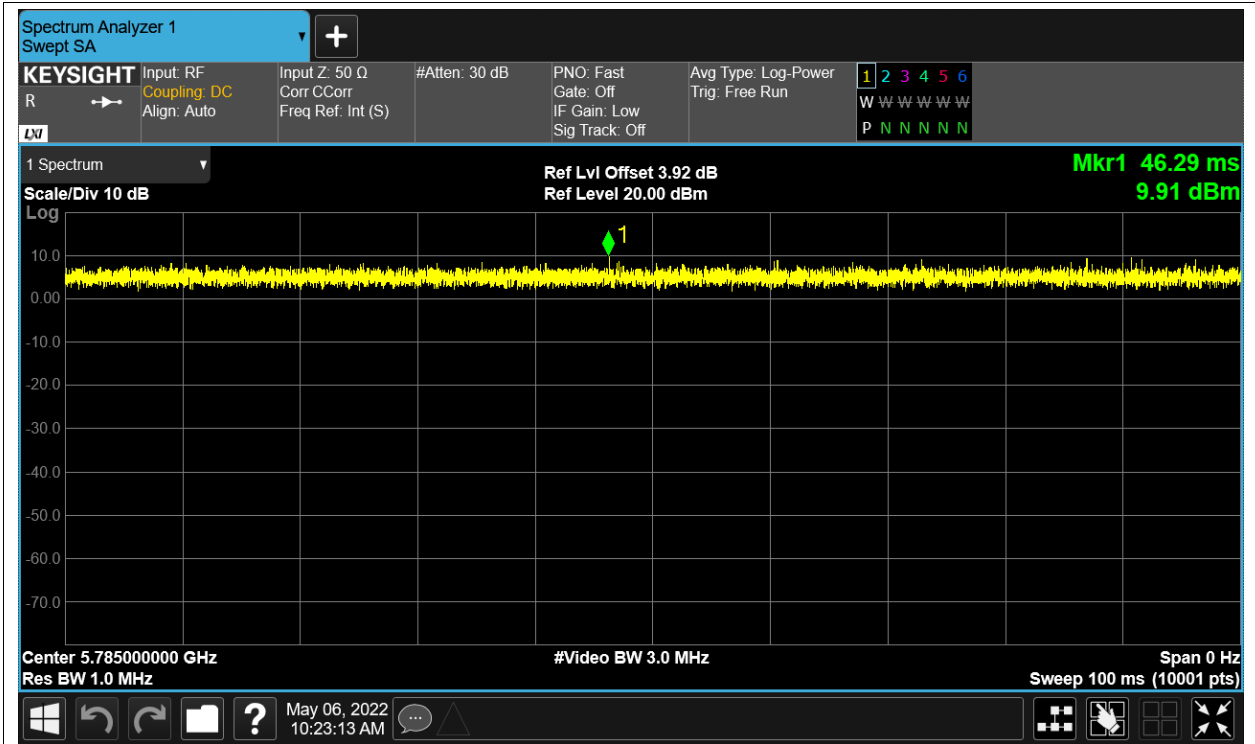 Spectrum Analyzer 1
Swept SA
KEYSIGHT
R
LXI
Input: RF
Coupling: DC
Align: Auto
Input Z: 50 Ω
Corr CCorr
Freq Ref: Int (S)
#Atten: 30 dB
PNO: Fast
Gate: Off
IF Gain: Low
Sig Track: Off
Avg Type: Log-Power
Trig: Free Run
1 2 3 4 5 6
W W W W W W
P N N N N N
1 Spectrum
Scale/Div 10 dB
Log
Ref Lvl Offset 3.92 dB
Ref Level 20.00 dBm
Mkr1 46.29 ms
9.91 dBm
1
10.0
0.00
-10.0
-20.0
-30.0
-40.0
-50.0
-60.0
-70.0
Center 5.785000000 GHz
#Video BW 3.0 MHz
Span 0 Hz
Res BW 1.0 MHz
Sweep 100 ms (10001 pts)
?
May 06, 2022
10:23:13 AM